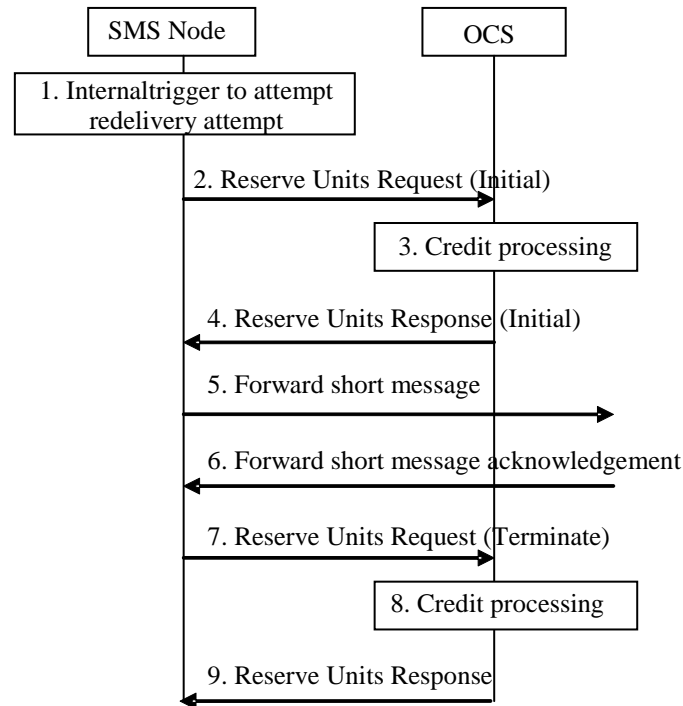 SMS Node
OCS
1. Internaltrigger to attempt
redelivery attempt
2. Reserve Units Request (Initial)
3. Credit processing
4. Reserve Units Response (Initial)
5. Forward short message
6. Forward short message acknowledgement
7. Reserve Units Request (Terminate)
8. Credit processing
9. Reserve Units Response